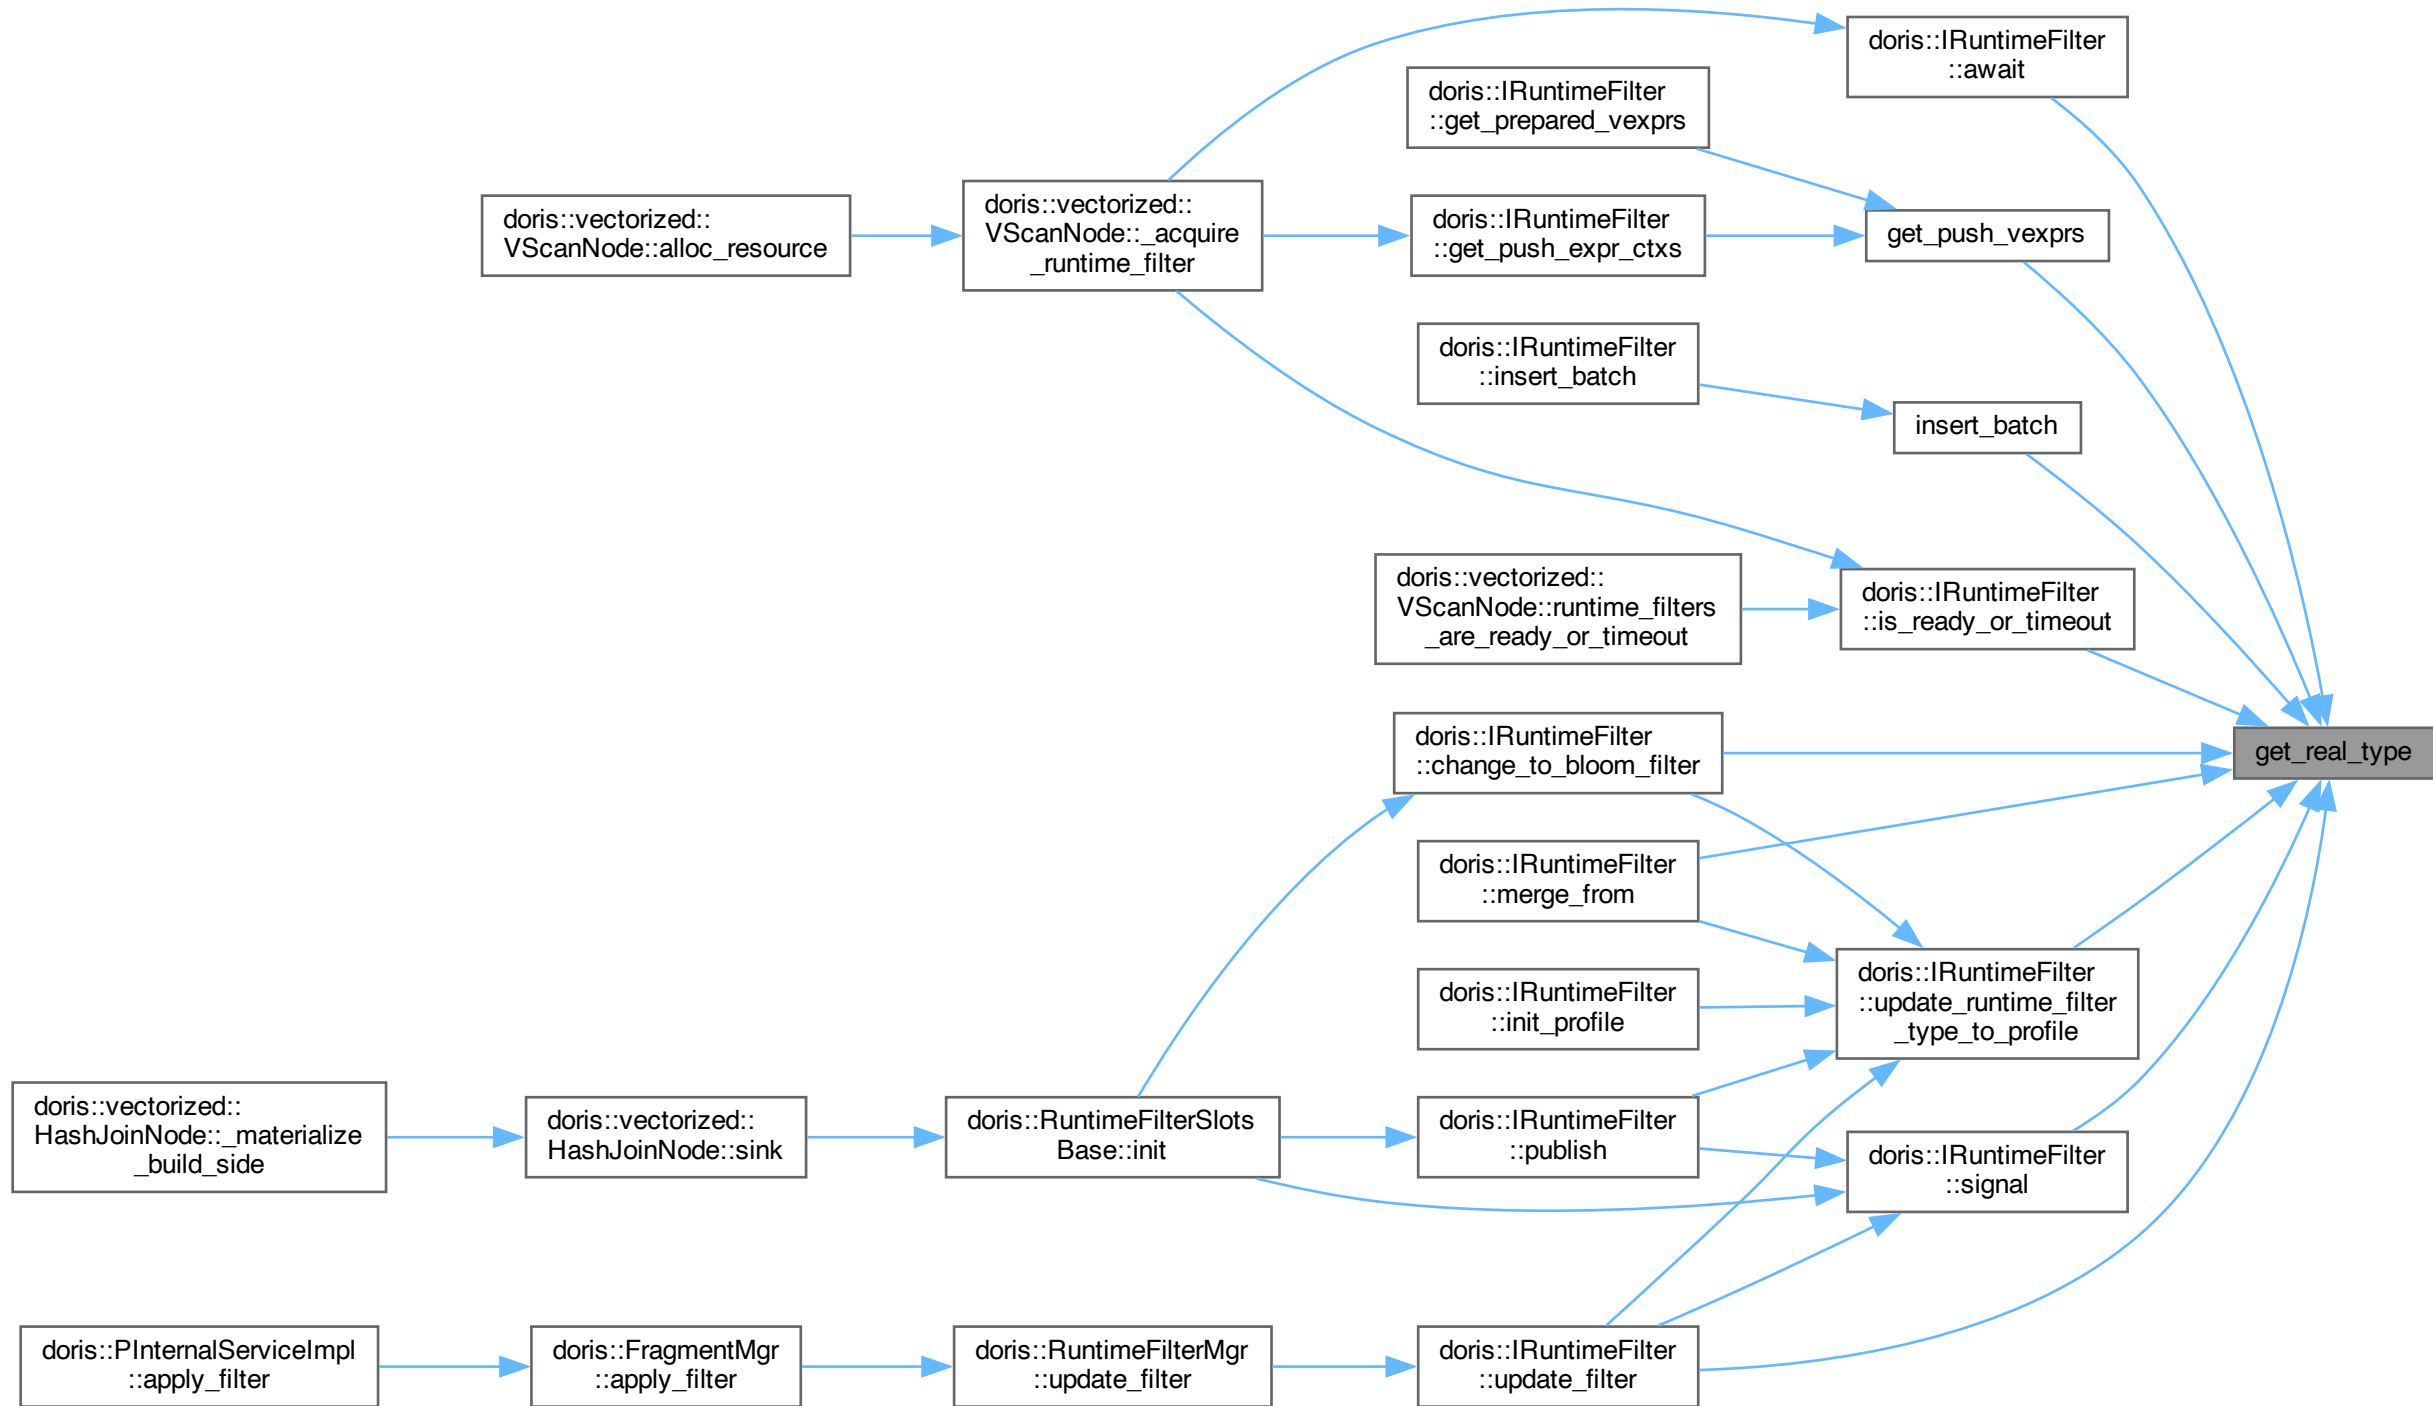 doris::IRuntimeFilter
::await
doris::IRuntimeFilter
::get_prepared_vexprs
doris::vectorized::
VScanNode::alloc_resource
doris::vectorized::
VScanNode::_acquire
_runtime_filter
doris::IRuntimeFilter
::get_push_expr_ctxs
get_push_vexprs
doris::IRuntimeFilter
::insert_batch
insert_batch
doris::vectorized::
VScanNode::runtime_filters
_are_ready_or_timeout
doris::IRuntimeFilter
::is_ready_or_timeout
doris::IRuntimeFilter
::change_to_bloom_filter
get_real_type
doris::IRuntimeFilter
::merge_from
doris::IRuntimeFilter
::init_profile
doris::IRuntimeFilter
::update_runtime_filter
_type_to_profile
doris::vectorized::
HashJoinNode::_materialize
_build_side
doris::vectorized::
HashJoinNode::sink
doris::RuntimeFilterSlots
Base::init
doris::IRuntimeFilter
::publish
doris::IRuntimeFilter
::signal
doris::PInternalServiceImpl
::apply_filter
doris::FragmentMgr
::apply_filter
doris::RuntimeFilterMgr
::update_filter
doris::IRuntimeFilter
::update_filter